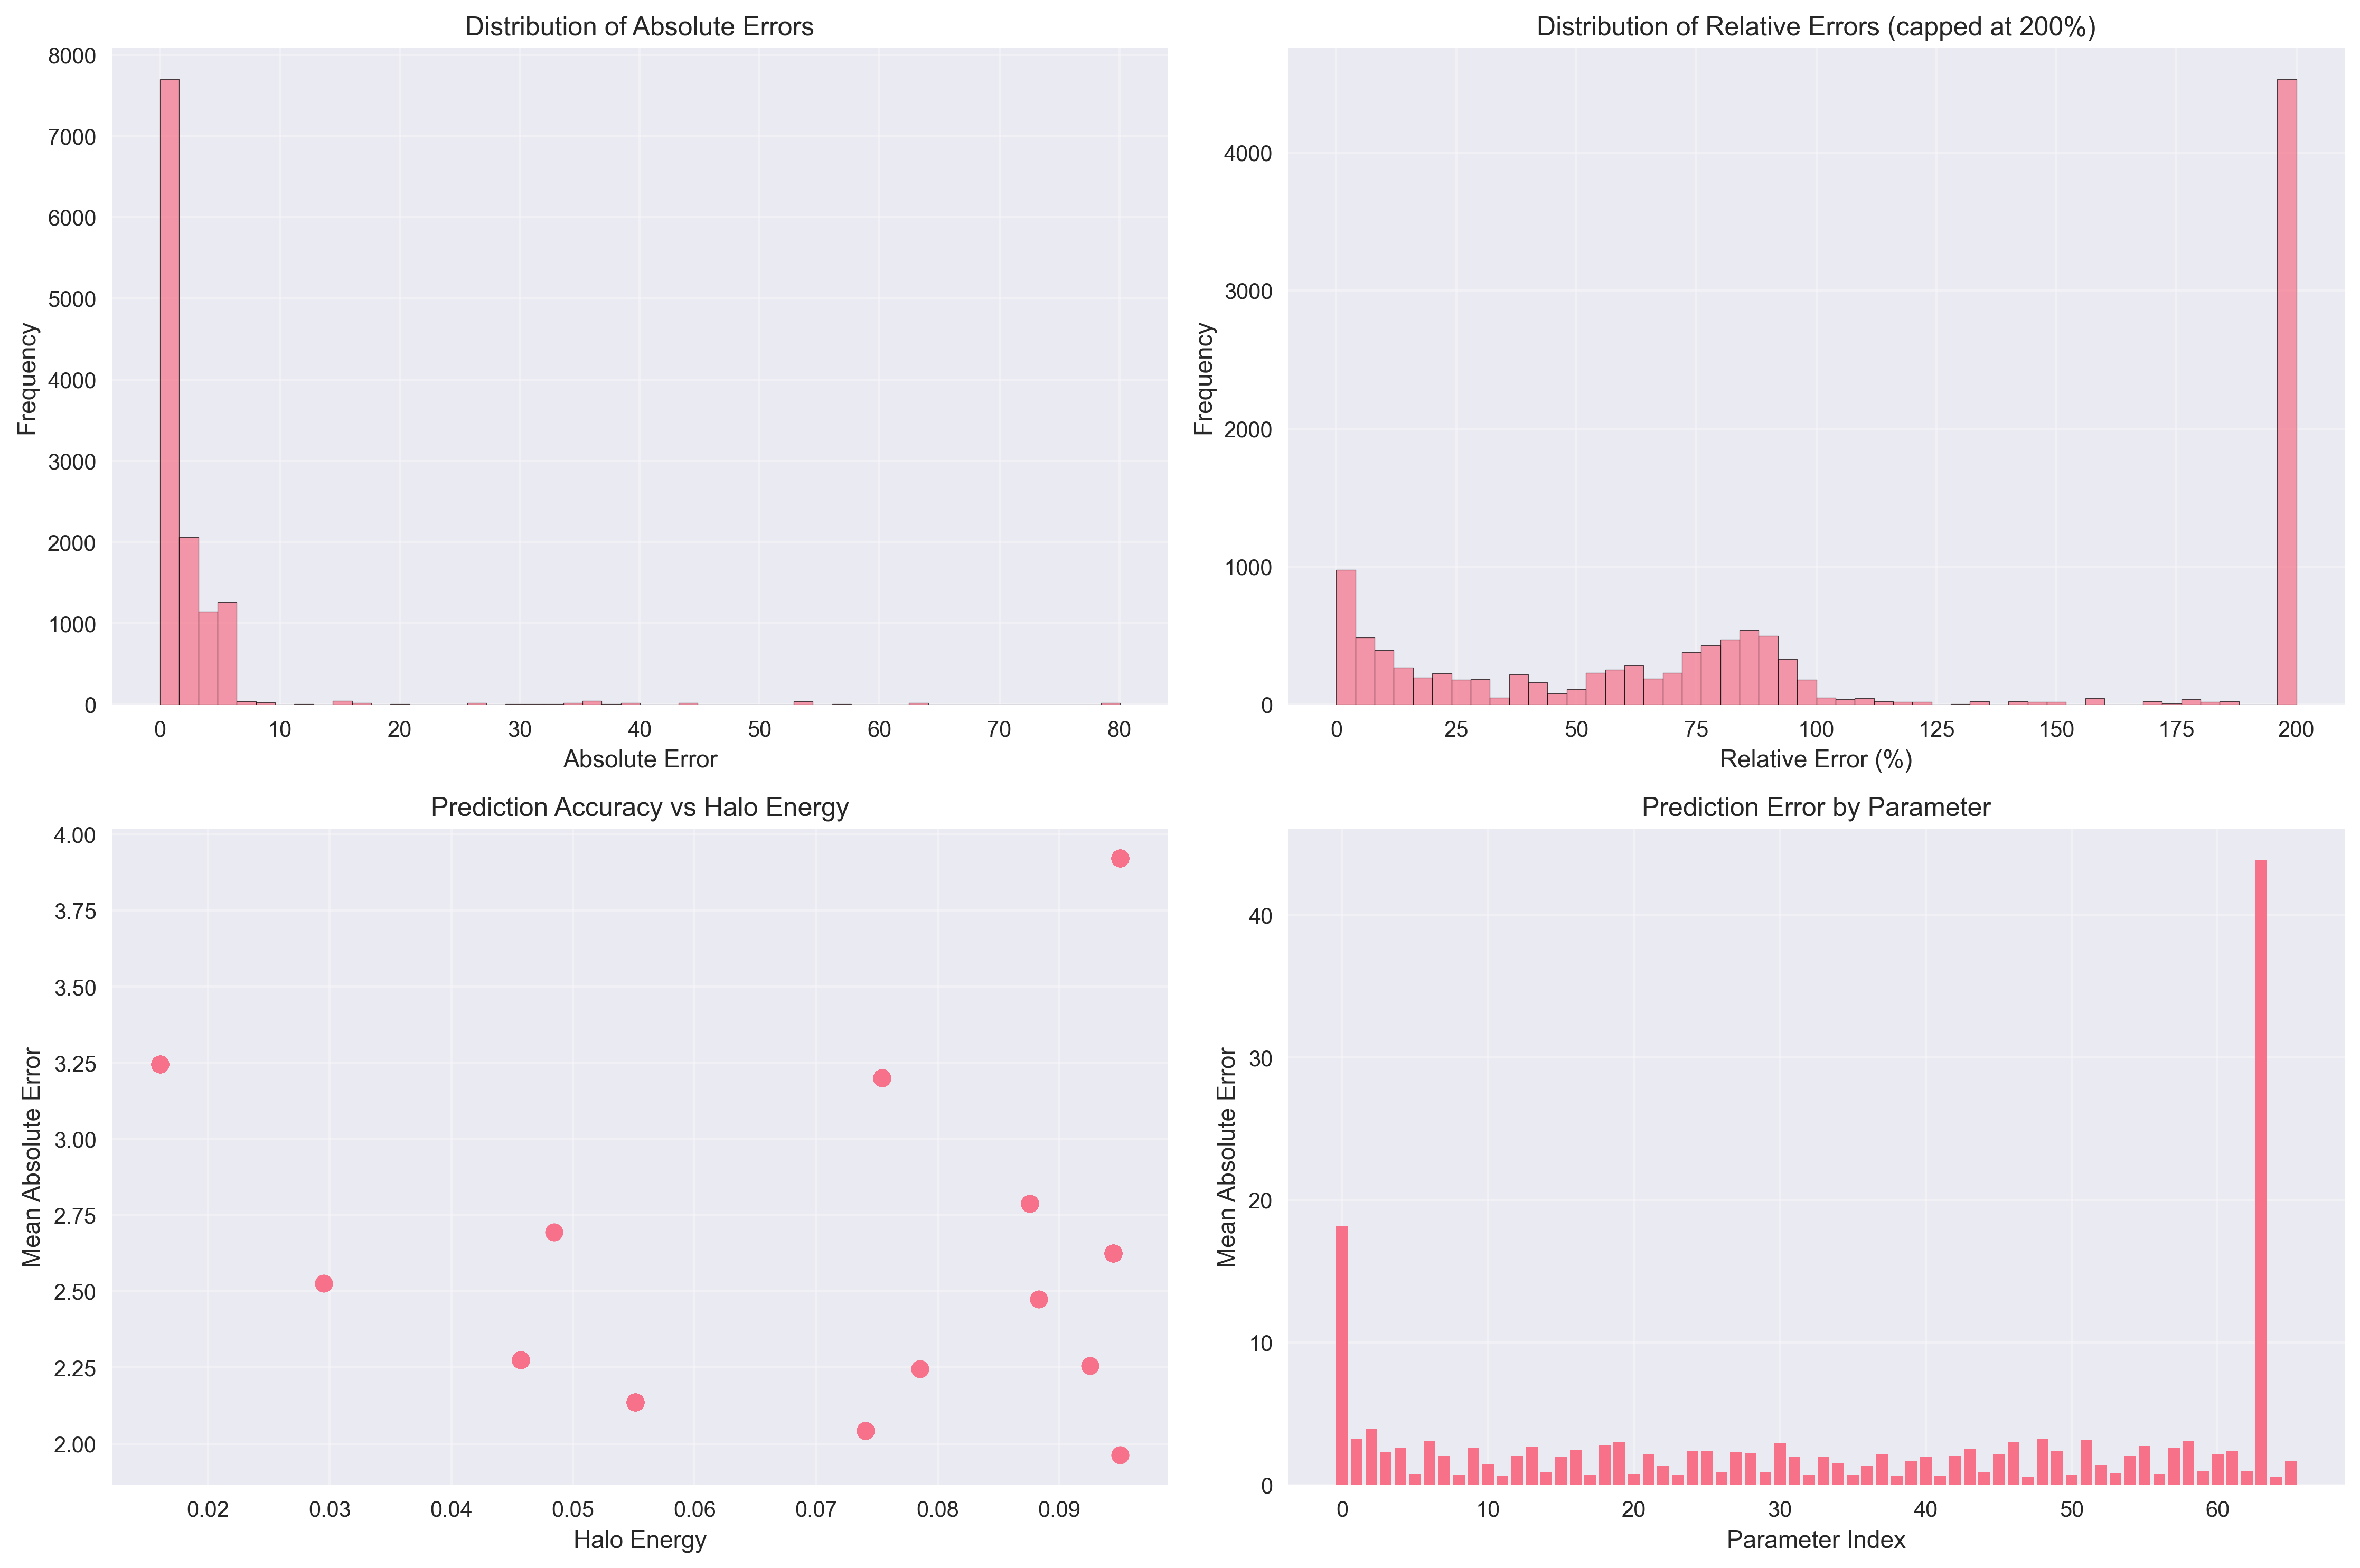 Distribution of Absolute Errors
8000
7000
6000
5000
4000
3000
2000
1000
0
Frequency
0 10 20 30 40 50 60 70 80
Absolute Error
Distribution of Relative Errors (capped at 200%)
4000
3000
2000
1000
0
Frequency
0 25 50 75 100 125 150 175 200
Relative Error (%)
Prediction Accuracy vs Halo Energy
4.00
3.75
3.50
3.25
3.00
2.75
2.50
2.25
2.00
Mean Absolute Error
0.02 0.03 0.04 0.05 0.06 0.07 0.08 0.09
Halo Energy
Prediction Error by Parameter
40
30
20
10
0
Mean Absolute Error
0 10 20 30 40 50 60
Parameter Index